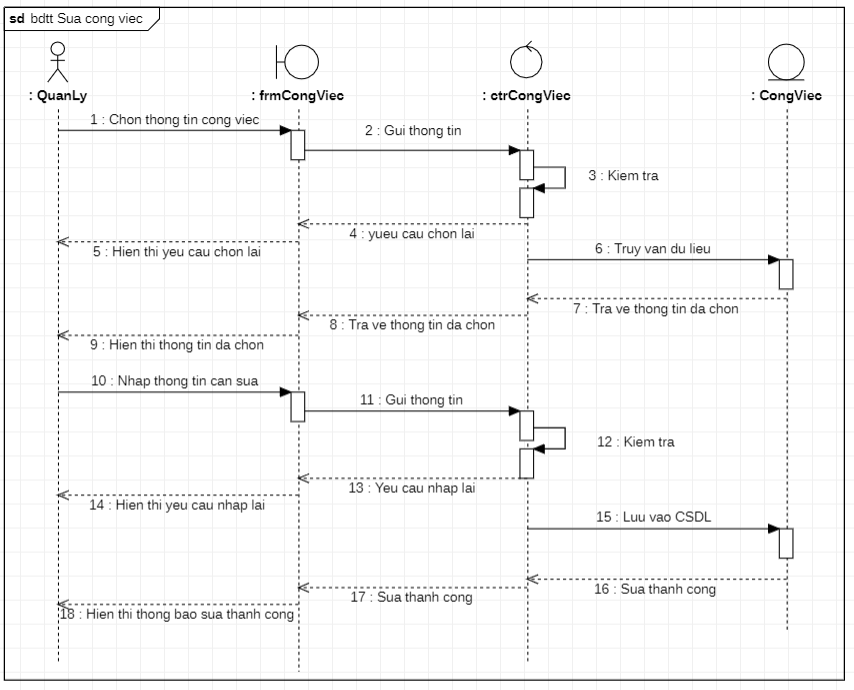 sd bdtt Sua cong viec
: QuanLy
: frmCongViec
: ctrCongViec
: CongViec
1 : Chon thong tin cong viec
2 : Gui thong tin
3 : Kiem tra
4 : yueu cau chon lai
5 : Hien thi yeu cau chon lai
6 : Truy van du lieu
7 : Tra ve thong tin da chon
8 : Tra ve thong tin da chon
9 : Hien thi thong tin da chon
10 : Nhap thong tin can sua
11 : Gui thong tin
12 : Kiem tra
13 : Yeu cau nhap lai
14 : Hien thi yeu cau nhap lai
15 : Luu vao CSDL
16 : Sua thanh cong
17 : Sua thanh cong
18 : Hien thi thong bao sua thanh cong